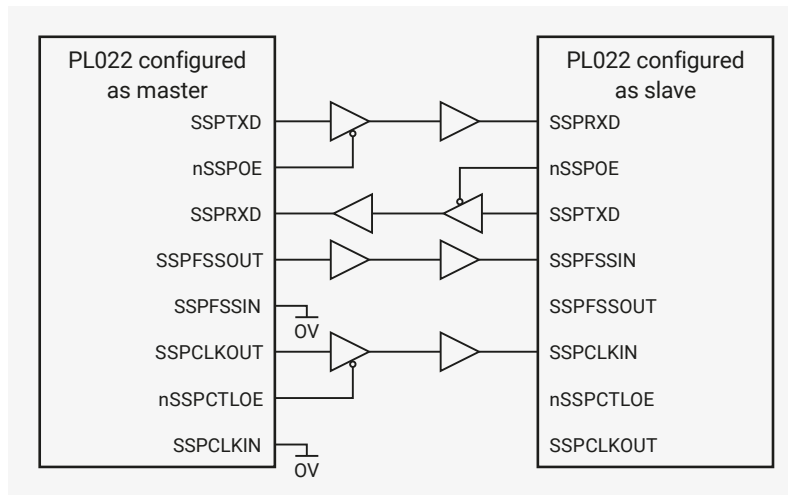 PL022 configured
as master
SSPTXD
nSSPOE
SSPRXD
SSPFSSOUT
SSPFSSIN
0V
SSPCLKOUT
nSSPCTLOE
SSPCLKIN
0V
PL022 configured
as slave
SSPRXD
nSSPOE
SSPTXD
SSPFSSIN
SSPFSSOUT
SSPCLKIN
nSSPCTLOE
SSPCLKOUT